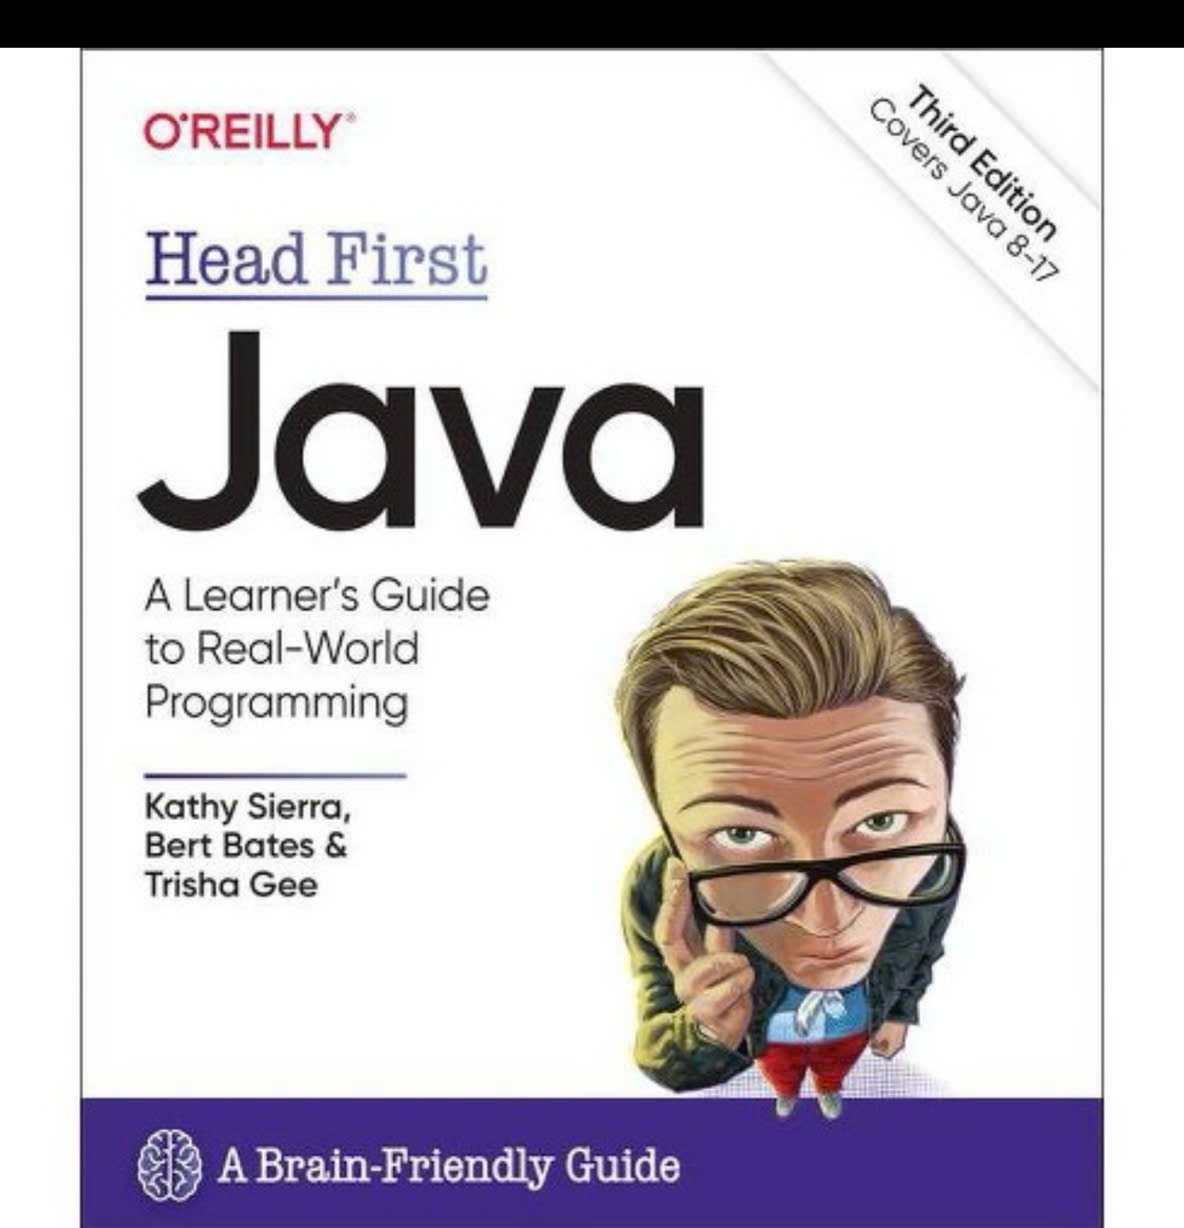 O'REILLY®
Third Edition
Covers Java 8-17
Head First
Java
A Learner's Guide
to Real-World
Programming
Kathy Sierra,
Bert Bates &
Trisha Gee
A Brain-Friendly Guide